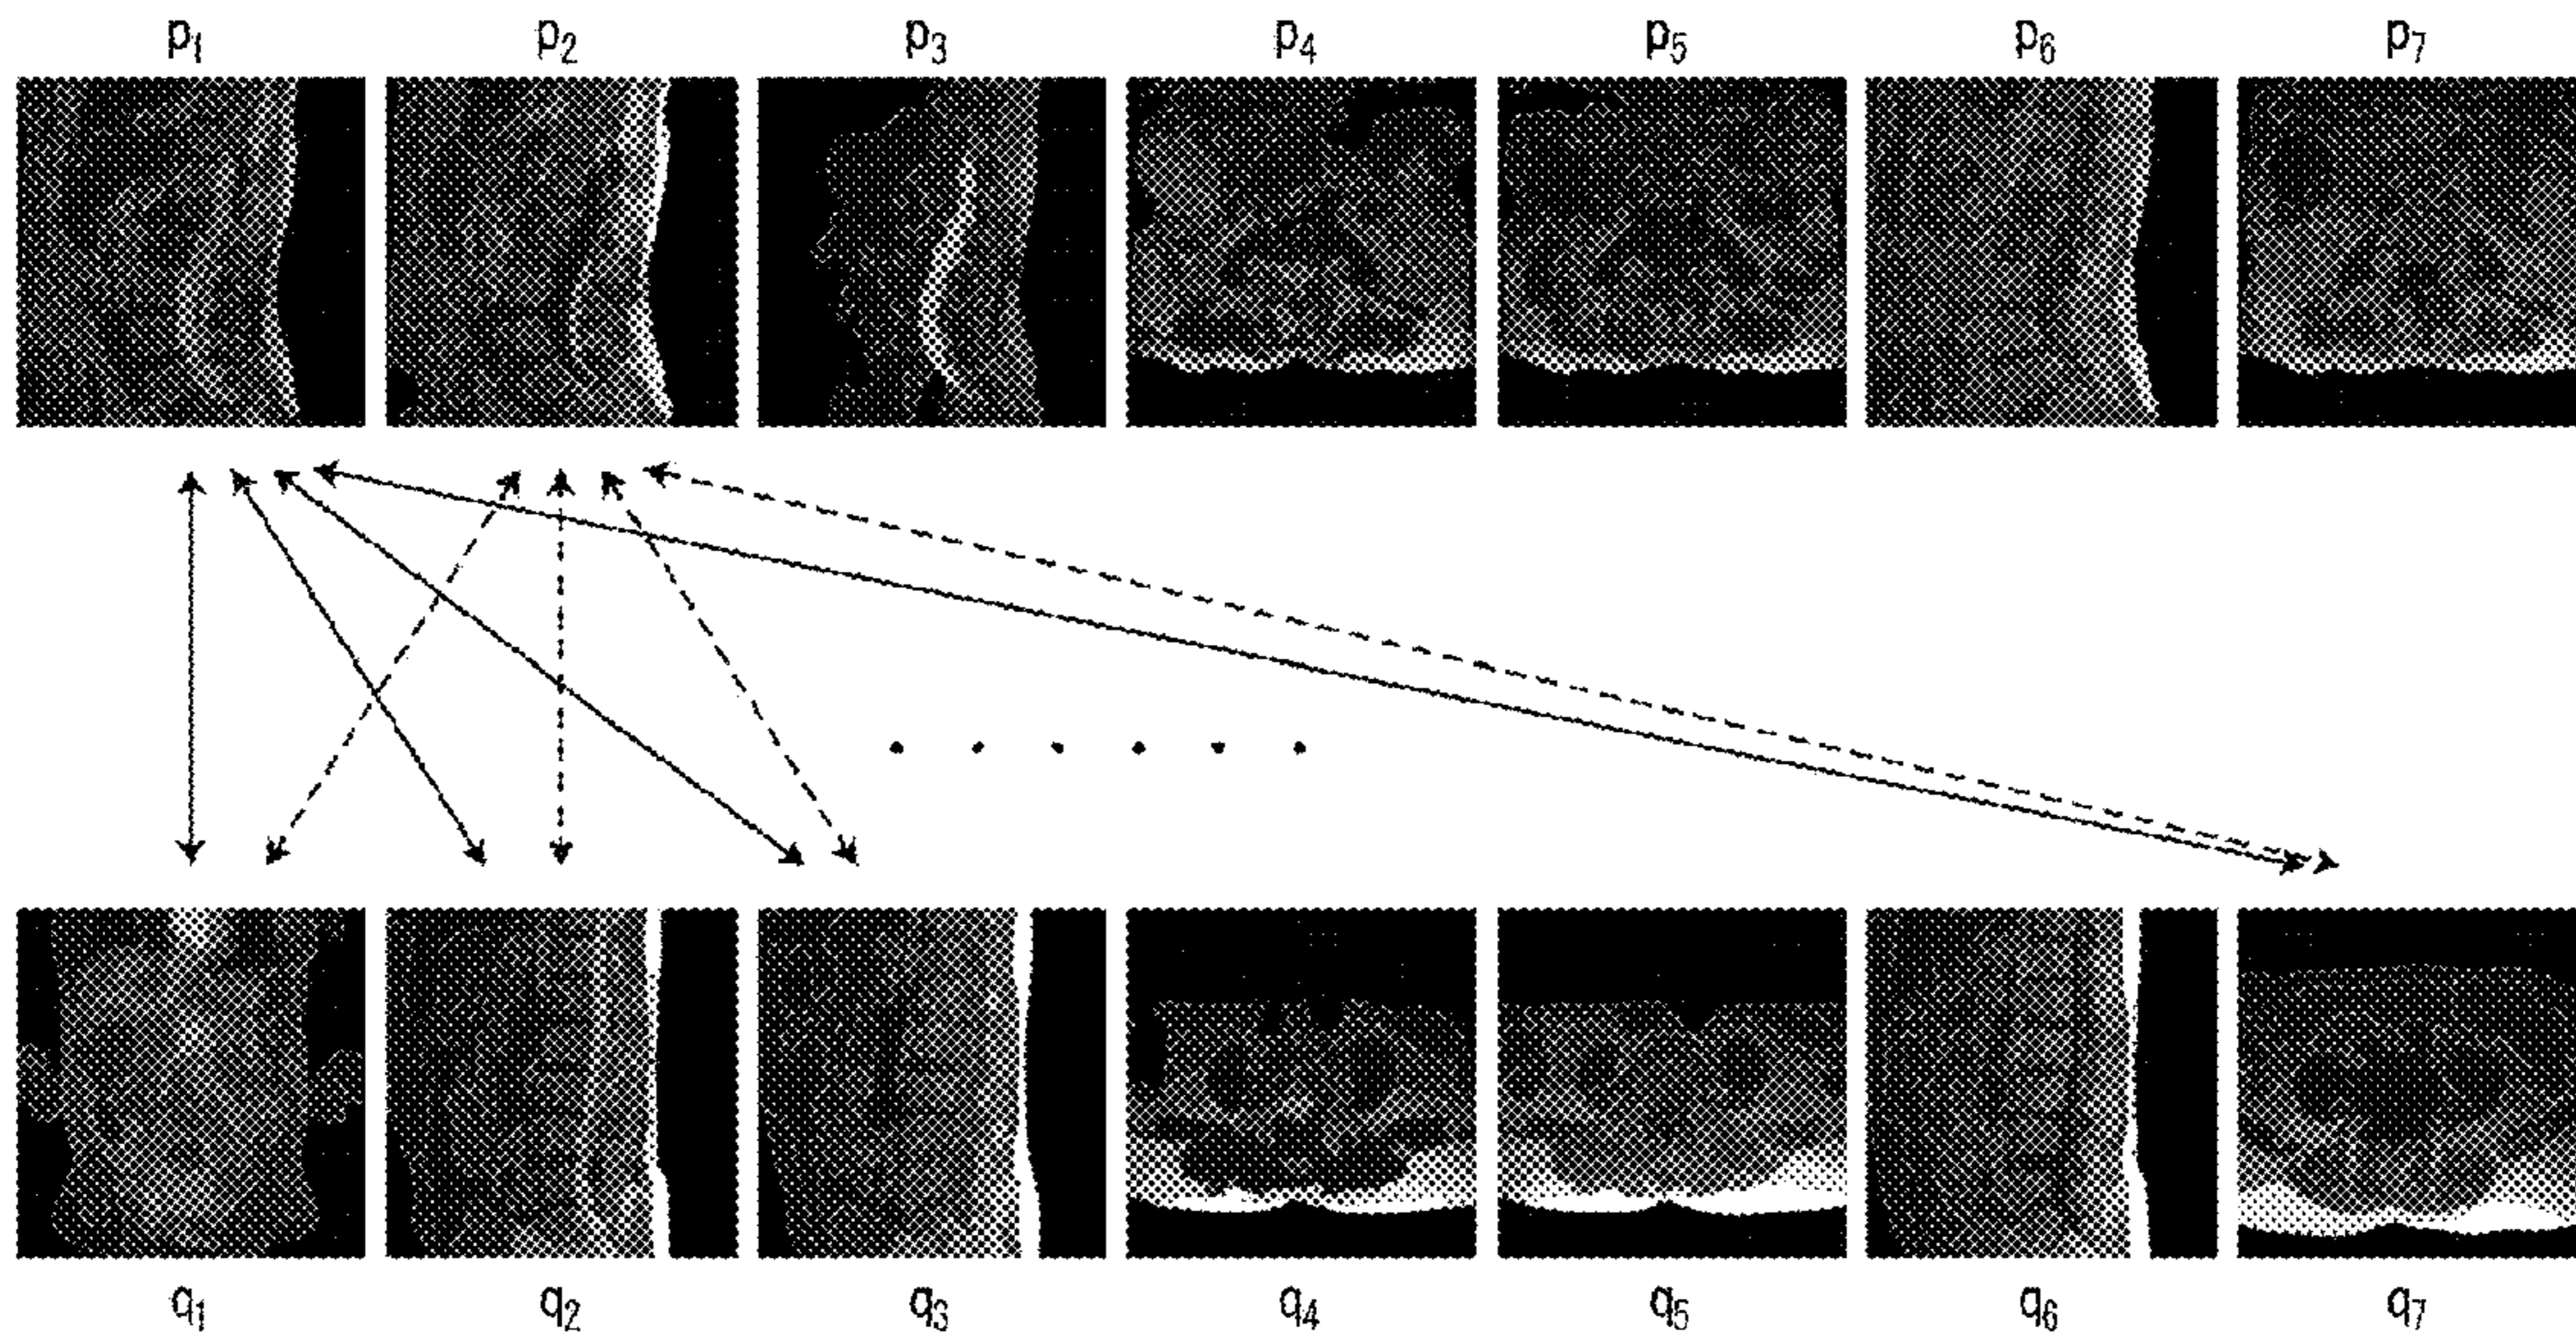 p₁ p₂ p₃ p₄ p₅ p₆ p₇
q₁ q₂ q₃ q₄ q₅ q₆ q₇